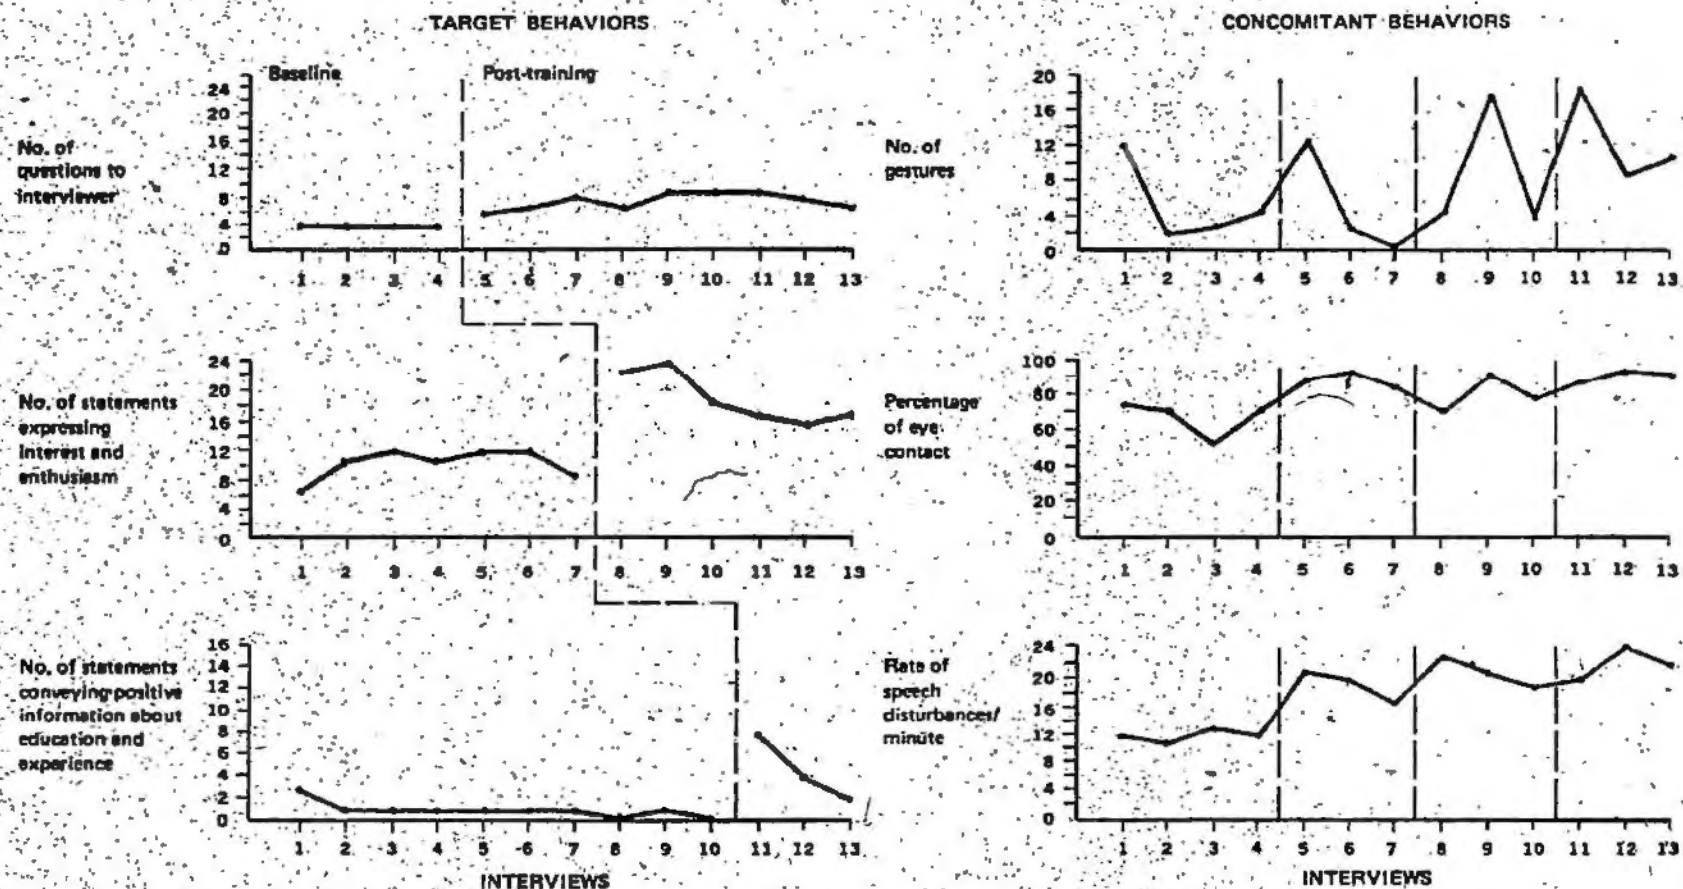 TARGET BEHAVIORS
Baseline
Post-training
24
20
16
12
8
4
0
No. of
questions to
interviewer
1 2 3 4 5 6 7 8 9 10 11 12 13
24
20
16
12
8
4
0
No. of statements
expressing
interest and
enthusiasm
1 2 3 4 5 6 7 8 9 10 11 12 13
16
14
12
10
8
6
4
2
0
No. of statements
conveying positive
information about
education and
experience
1 2 3 4 5 6 7 8 9 10 11 12 13
INTERVIEWS
CONCOMITANT BEHAVIORS
20
16
12
8
4
0
No. of
gestures
1 2 3 4 5 6 7 8 9 10 11 12 13
100
80
60
40
20
0
Percentage
of eye
contact
1 2 3 4 5 6 7 8 9 10 11 12 13
24
20
16
12
8
4
0
Rate of
speech
disturbances/
minute
1 2 3 4 5 6 7 8 9 10 11 12 13
INTERVIEWS